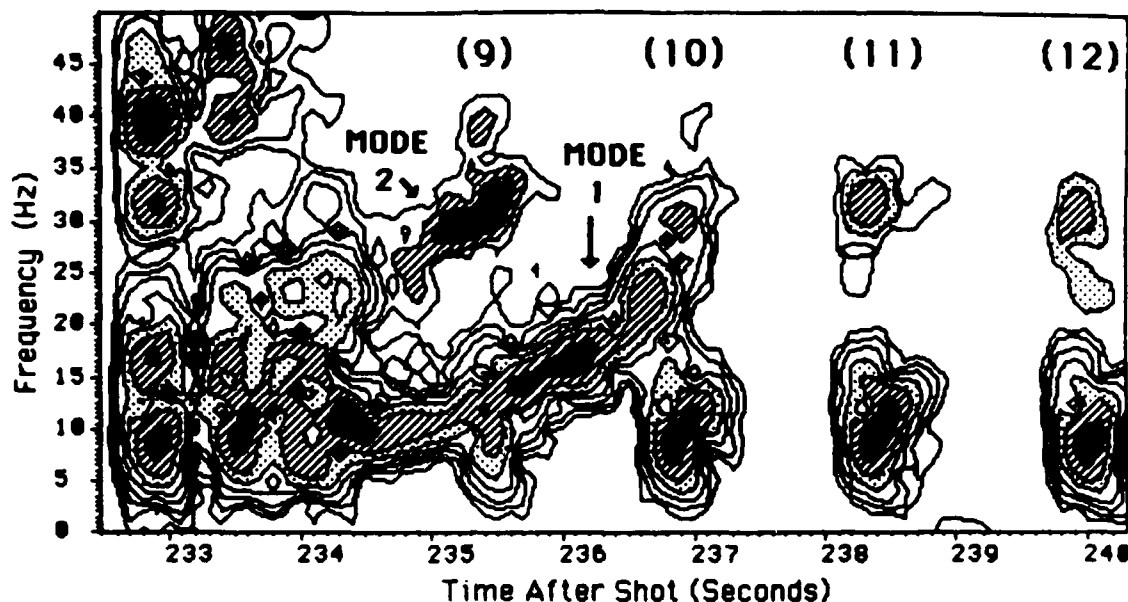 (9) (10) (11) (12)
MODE
2
MODE
1
Frequency (Hz)
45
40
35
30
25
20
15
10
5
0
233 234 235 236 237 238 239 240
Time After Shot (Seconds)